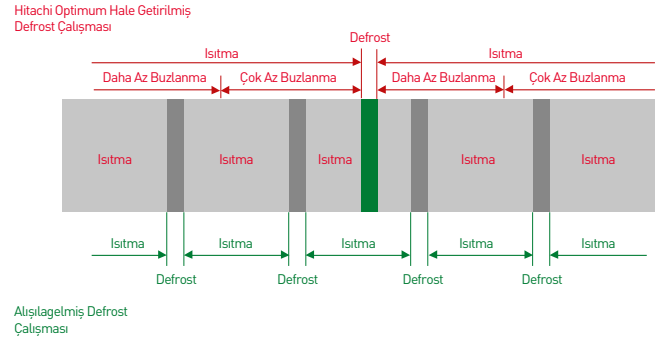 Hitachi Optimum Hale Getirilmiş
Defrost Çalışması
Defrost
Isıtma
Isıtma
Daha Az Buzlanma
Çok Az Buzlanma
Daha Az Buzlanma
Çok Az Buzlanma
Isıtma
Isıtma
Isıtma
Isıtma
Isıtma
Isıtma
Isıtma
Isıtma
Isıtma
Isıtma
Defrost
Defrost
Defrost
Defrost
Alışılagelmiş Defrost
Çalışması